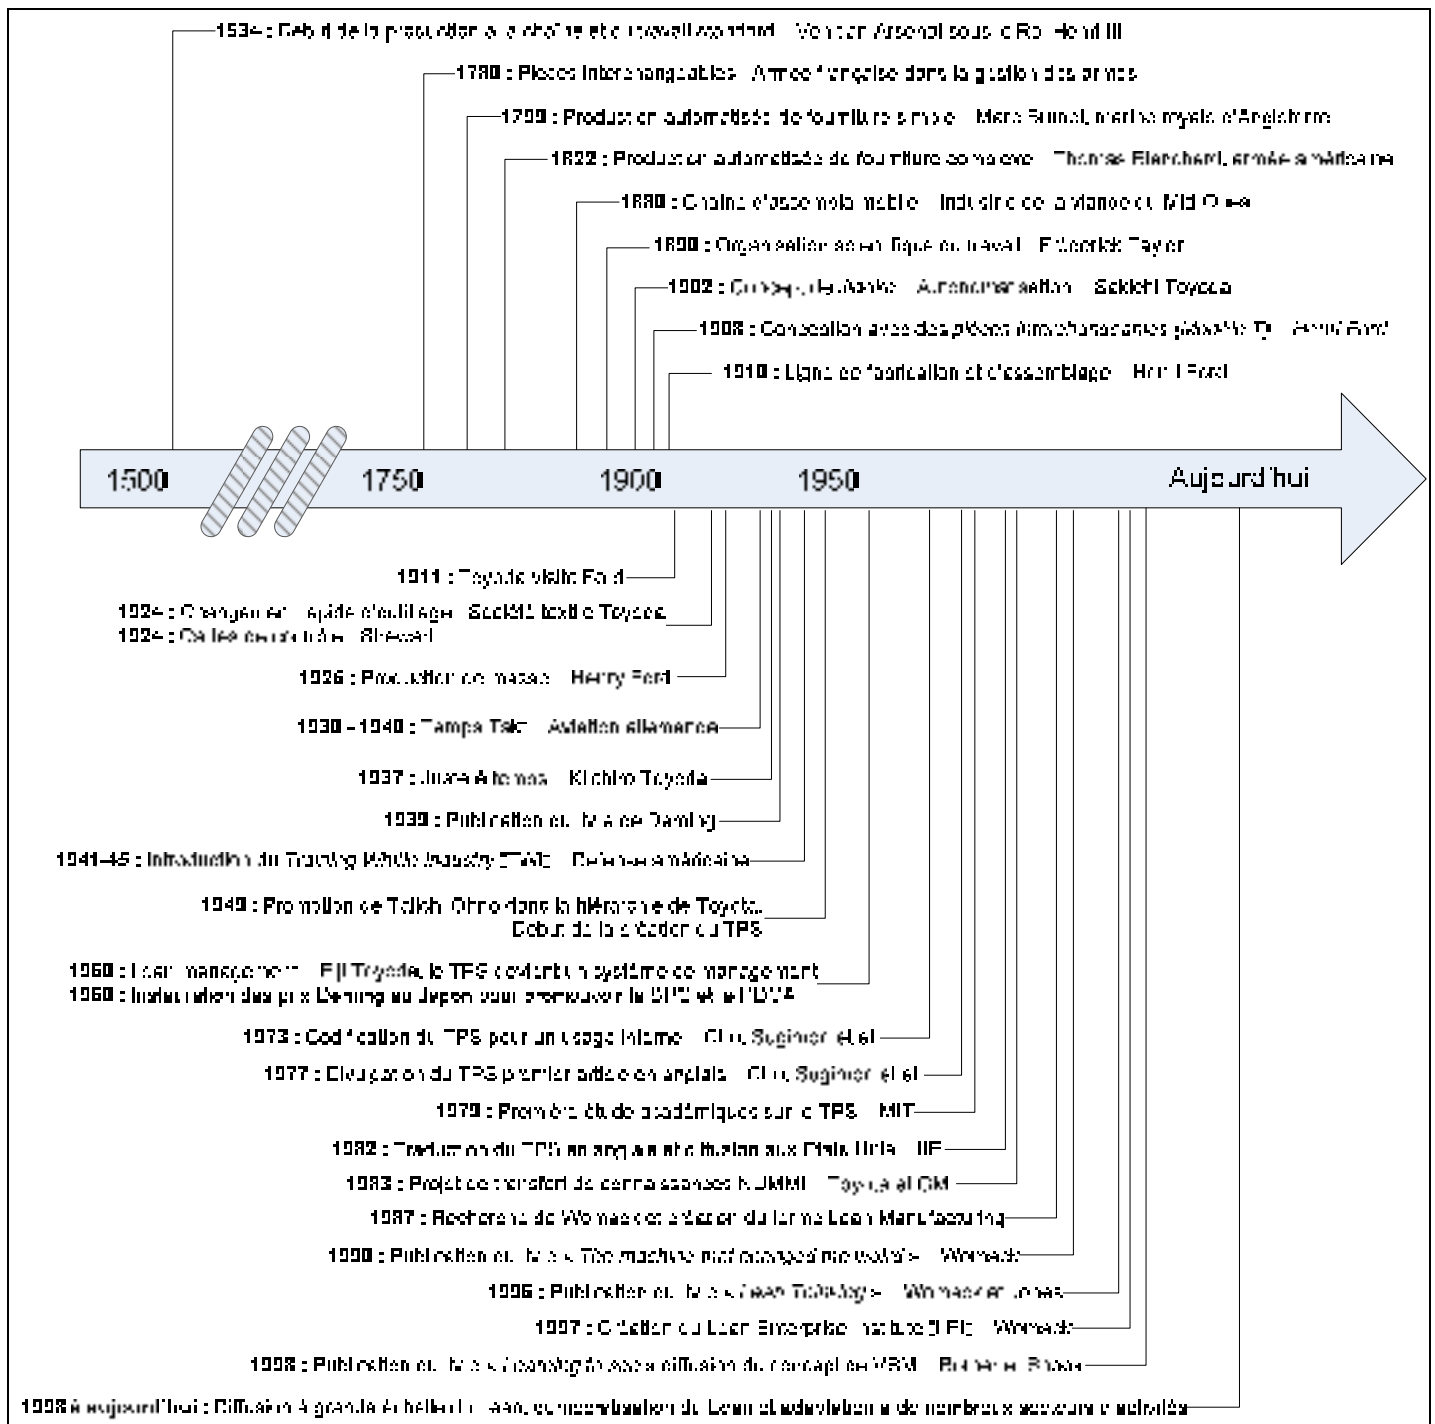 1534 : Début de la production à la chaîne et du travail standard Venitian Arsenal sous le Roi Henri III
1780 : Pièces interchangeables Armée française dans la gestion des armes
1799 : Production automatisée de fourniture simple Marc Brunel, marine royale d'Angleterre
1822 : Production automatisée de fourniture complexe Thomas Blanchard, armée américaine
1880 : Chaîne d'assemblage mobile Industrie de la viande du Mid Ouest
1890 : Organisation scientifique du travail Frederick Taylor
1902 : Concept de Jidoka Autonomatisation Sakichi Toyoda
1908 : Conception avec des pièces interchangeables Henri Ford
1910 : Ligne de fabrication et d'assemblage Henri Ford
1500 1750 1900 1950 Aujourd'hui
1911 : Toyoda visite Ford
1924 : Changement rapide d'outillage Société textile Toyoda
1924 : Cartes de contrôle Shewart
1926 : Production de masse Henry Ford
1930 - 1940 : Temps Takt Aviation allemande
1937 : Juste A temps Kiichiro Toyoda
1939 : Publication du livre de Deming
1941-45 : Introduction du Training Within Industry (TWI) Défense américaine
1949 : Promotion de Taiichi Ohno dans la hiérarchie de Toyota.
Début de la création du TPS
1960 : Lean management Eiji Toyoda, le TPS devient un système de management
1960 : Instauration des prix Deming au Japon pour promouvoir le SPC et le
1973 : Codification du TPS pour un usage interne Cho, Sugimori et al
1977 : Divulgation du TPS premier article en anglais Cho, Sugimori et al
1979 : Première étude académiques sur le TPS MIT
1982 : Traduction du TPS en anglais et diffusion aux Etats Unis IIE
1983 : Projet de transfert de connaissances NUMMI Toyota et GM
1987 : Recherche de Womack et création du terme Lean Manufacturing
1990 : Publication du livre « The machine that changed the world » Womack
1996 : Publication du livre « Lean Thinking » Womack et Jones
1997 : Création du Lean Enterprise Institute (LEI) Womack
1998 : Publication du livre « Learning to see » diffusion du concept de VSM Rother et Shook
1998 à aujourd'hui : Diffusion à grande échelle du Lean, du Lean et adaptation à de nombreux secteurs d'activités